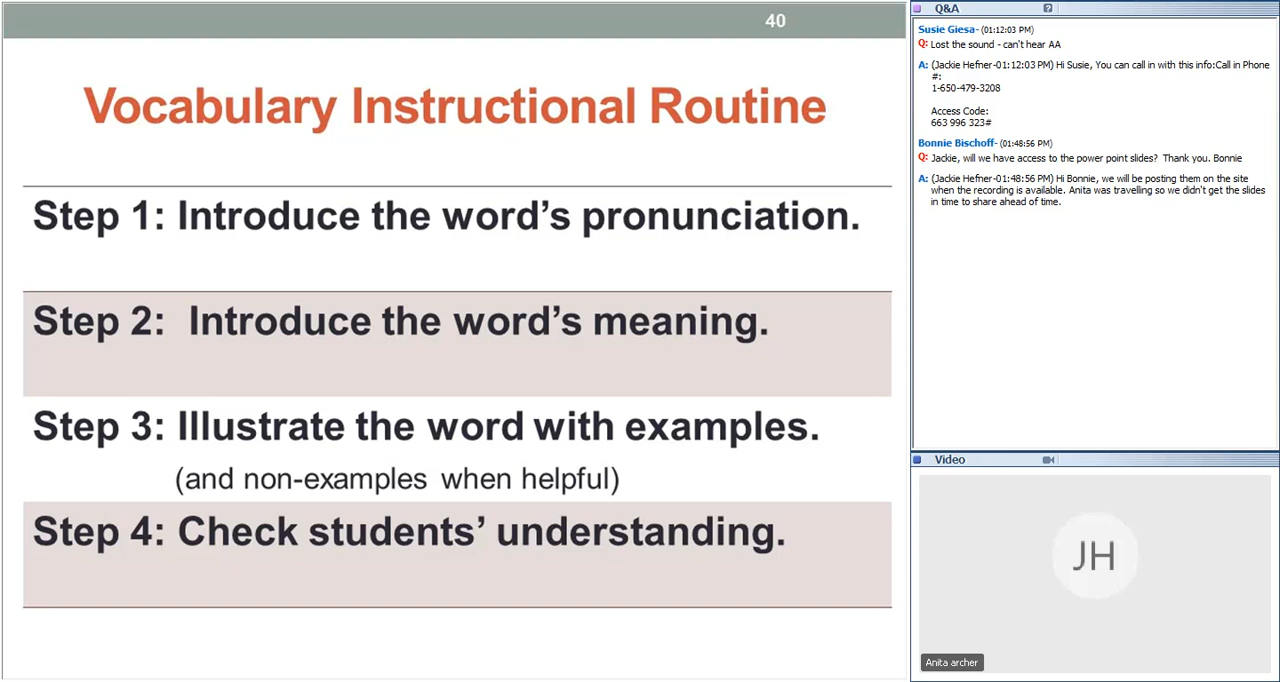 40
Vocabulary Instructional Routine
Step 1: Introduce the word’s pronunciation.
Step 2: Introduce the word’s meaning.
Step 3: Illustrate the word with examples.
(and non-examples when helpful)
Step 4: Check students’ understanding.
Q&A
?
Susie Giesa- (01:12:03 PM)
Q: Lost the sound - can't hear AA
A: (Jackie Hefner-01:12:03 PM) Hi Susie, You can call in with this info:Call in Phone
#:
1-650-479-3208
Access Code:
663 996 323#
Bonnie Bischoff- (01:48:56 PM)
Q: Jackie, will we have access to the power point slides? Thank you. Bonnie
A: (Jackie Hefner-01:48:56 PM) Hi Bonnie, we will be posting them on the site
when the recording is available. Anita was travelling so we didn't get the slides
in time to share ahead of time.
Video
JH
Anita archer